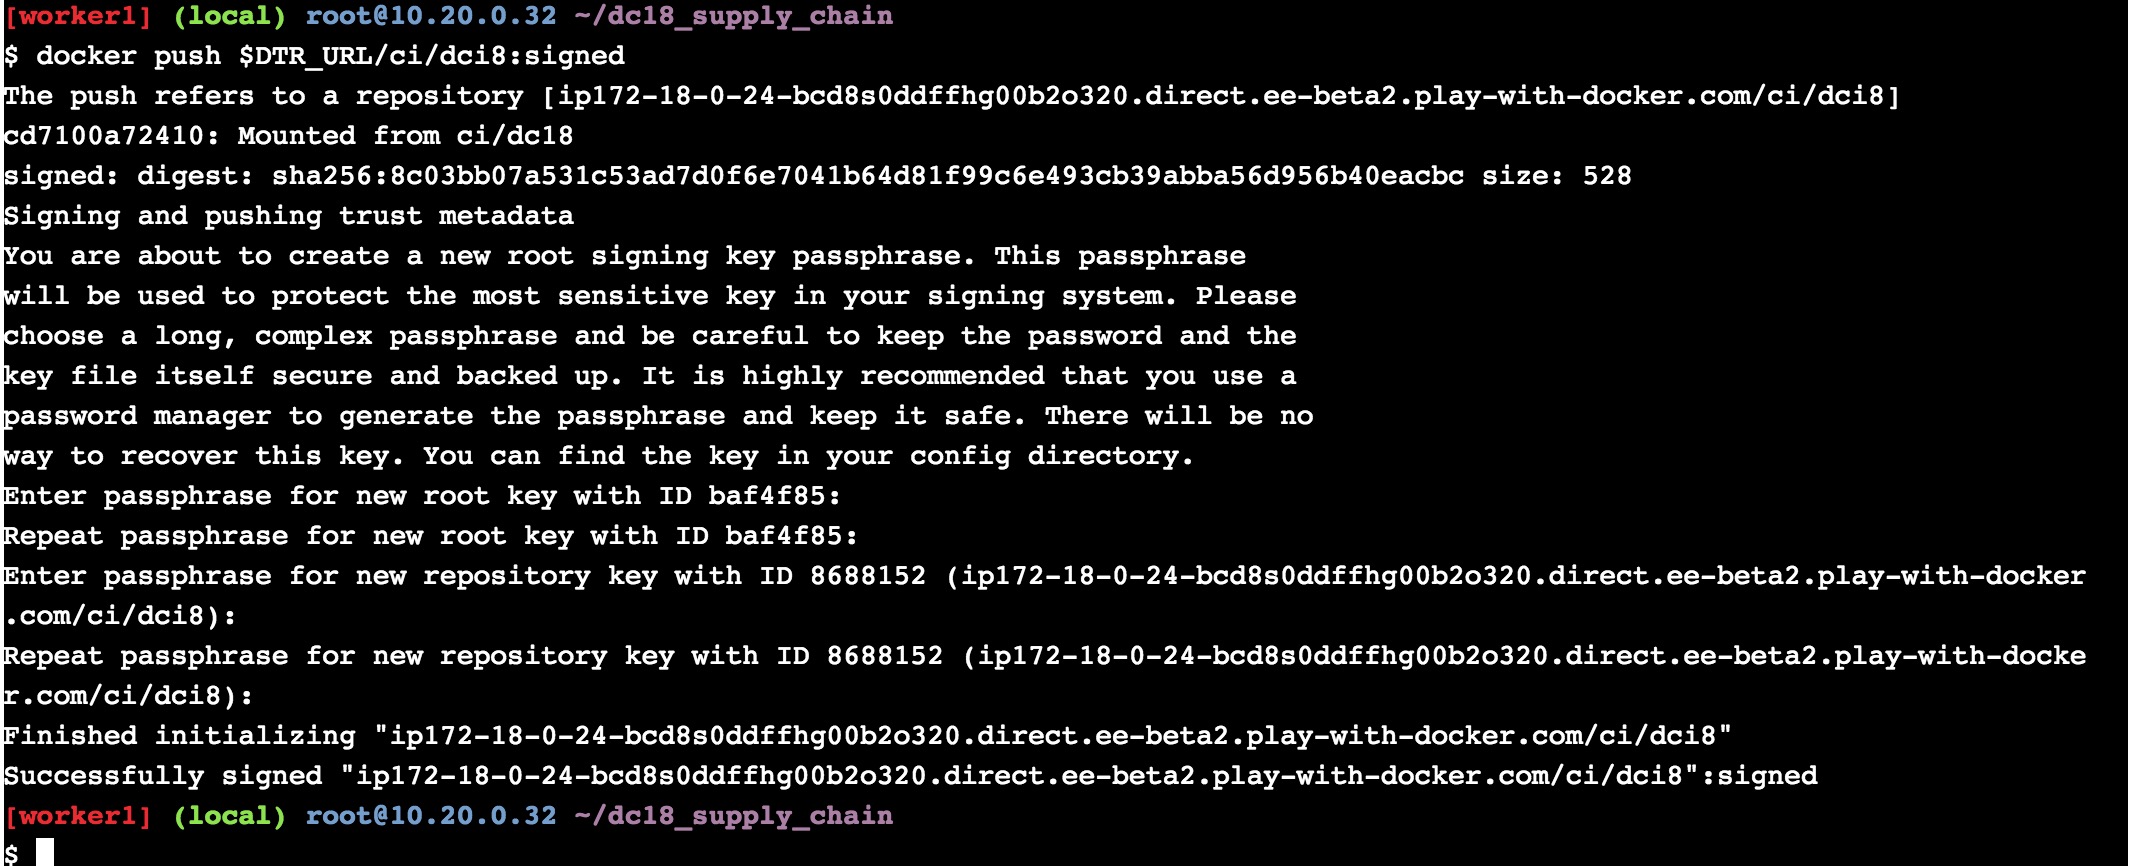 [worker1] (local) root@10.20.0.32 ~/dc18_supply_chain
$ docker push $DTR_URL/ci/dci8:signed
The push refers to a repository [ip172-18-0-24-bcd8s0ddffhg00b2o320.direct.ee-beta2.play-with-docker.com/ci/dci8]
cd7100a72410: Mounted from ci/dc18
signed: digest: sha256:8c03bb07a531c53ad7d0f6e7041b64d81f99c6e493cb39abba56d956b40eacbc size: 528
Signing and pushing trust metadata
You are about to create a new root signing key passphrase. This passphrase
will be used to protect the most sensitive key in your signing system. Please
choose a long, complex passphrase and be careful to keep the password and the
key file itself secure and backed up. It is highly recommended that you use a
password manager to generate the passphrase and keep it safe. There will be no
way to recover this key. You can find the key in your config directory.
Enter passphrase for new root key with ID baf4f85:
Repeat passphrase for new root key with ID baf4f85:
Enter passphrase for new repository key with ID 8688152 (ip172-18-0-24-bcd8s0ddffhg00b2o320.direct.ee-beta2.play-with-docker
.com/ci/dci8):
Repeat passphrase for new repository key with ID 8688152 (ip172-18-0-24-bcd8s0ddffhg00b2o320.direct.ee-beta2.play-with-docke
r.com/ci/dci8):
Finished initializing "ip172-18-0-24-bcd8s0ddffhg00b2o320.direct.ee-beta2.play-with-docker.com/ci/dci8"
Successfully signed "ip172-18-0-24-bcd8s0ddffhg00b2o320.direct.ee-beta2.play-with-docker.com/ci/dci8":signed
[worker1] (local) root@10.20.0.32 ~/dc18_supply_chain
$